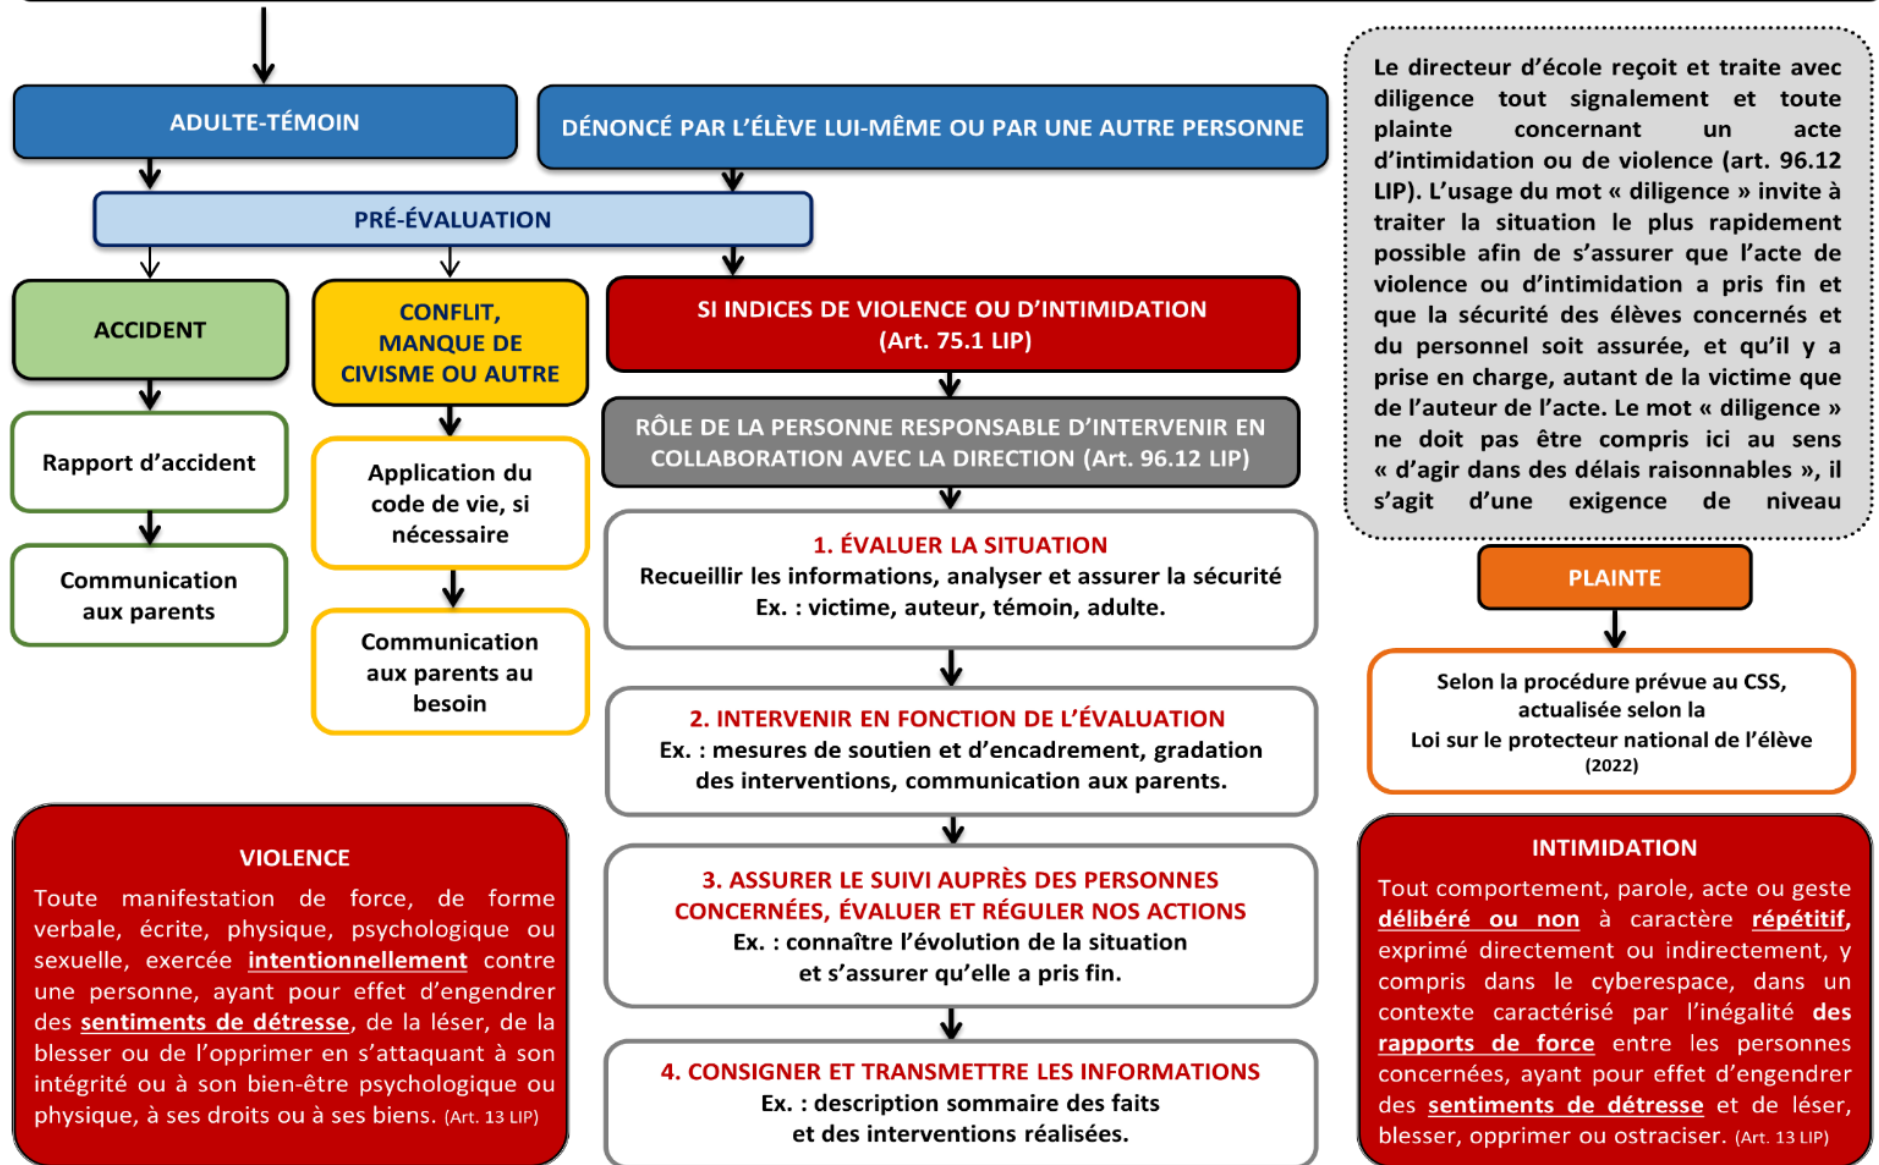 ADULTE-TÉMOIN
DÉNONCÉ PAR L’ÉLÈVE LUI-MÊME OU PAR UNE AUTRE PERSONNE
PRÉ-ÉVALUATION
ACCIDENT
Rapport d’accident
Communication
aux parents
CONFLIT,
MANQUE DE
CIVISME OU AUTRE
Application du
code de vie, si
nécessaire
Communication
aux parents au
besoin
SI INDICES DE VIOLENCE OU D’INTIMIDATION
(Art. 75.1 LIP)
RÔLE DE LA PERSONNE RESPONSABLE D’INTERVENIR EN
COLLABORATION AVEC LA DIRECTION (Art. 96.12 LIP)
1. ÉVALUER LA SITUATION
Recueillir les informations, analyser et assurer la sécurité
Ex. : victime, auteur, témoin, adulte.
2. INTERVENIR EN FONCTION DE L’ÉVALUATION
Ex. : mesures de soutien et d’encadrement, gradation
des interventions, communication aux parents.
3. ASSURER LE SUIVI AUPRÈS DES PERSONNES
CONCERNÉES, ÉVALUER ET RÉGULER NOS ACTIONS
Ex. : connaître l’évolution de la situation
et s’assurer qu’elle a pris fin.
4. CONSIGNER ET TRANSMETTRE LES INFORMATIONS
Ex. : description sommaire des faits
et des interventions réalisées.
Le directeur d’école reçoit et traite avec
diligence tout signalement et toute
plainte concernant un acte
d’intimidation ou de violence (art. 96.12
LIP). L’usage du mot « diligence » invite à
traiter la situation le plus rapidement
possible afin de s’assurer que l’acte de
violence ou d’intimidation a pris fin et
que la sécurité des élèves concernés et
du personnel soit assurée, et qu’il y a
prise en charge, autant de la victime que
de l’auteur de l’acte. Le mot « diligence »
ne doit pas être compris ici au sens
« d’agir dans des délais raisonnables », il
s’agit d’une exigence de niveau
PLAINTE
Selon la procédure prévue au CSS,
actualisée selon la
Loi sur le protecteur national de l’élève
(2022)
VIOLENCE
Toute manifestation de force, de forme
verbale, écrite, physique, psychologique ou
sexuelle, exercée intentionnellement contre
une personne, ayant pour effet d’engendrer
des sentiments de détresse, de la léser, de la
blesser ou de l’opprimer en s’attaquant à son
intégrité ou à son bien-être psychologique ou
physique, à ses droits ou à ses biens. (Art. 13 LIP)
INTIMIDATION
Tout comportement, parole, acte ou geste
délibéré ou non à caractère répétitif,
exprimé directement ou indirectement, y
compris dans le cyberespace, dans un
contexte caractérisé par l’inégalité des
rapports de force entre les personnes
concernées, ayant pour effet d’engendrer
des sentiments de détresse et de léser,
blesser, opprimer ou ostraciser. (Art. 13 LIP)